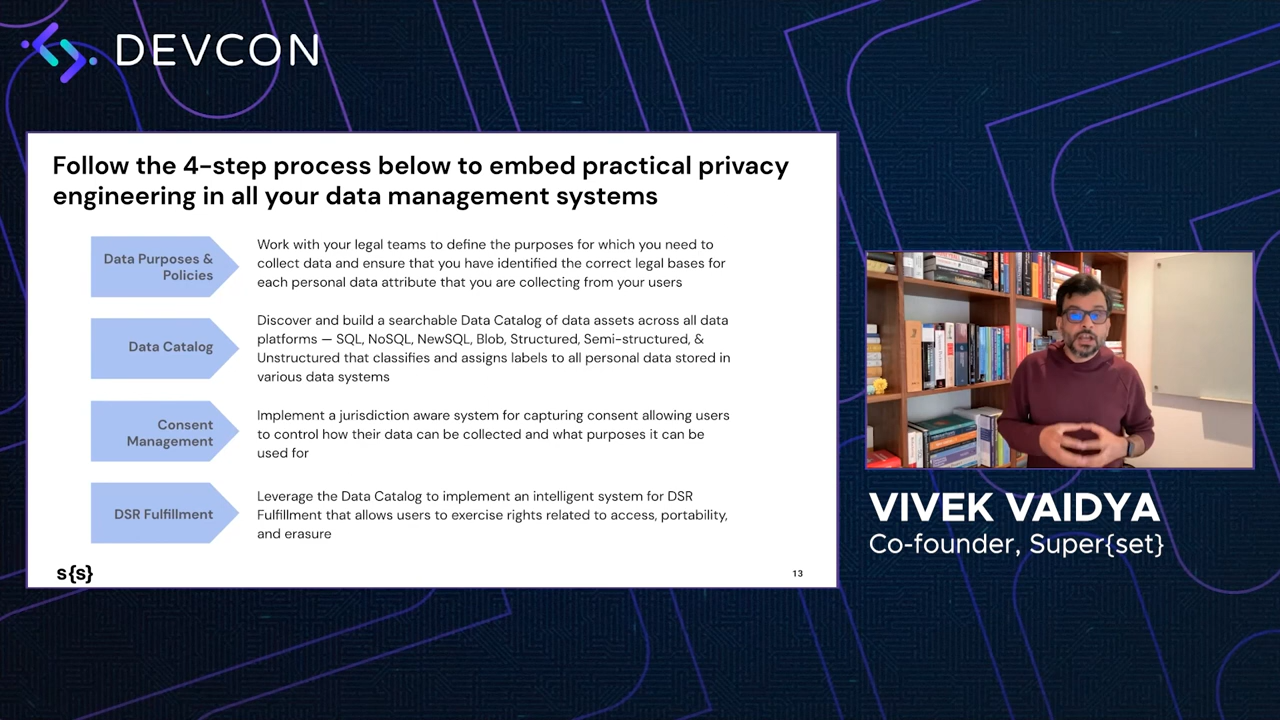 DEVCON
Follow the 4-step process below to embed practical privacy
engineering in all your data management systems
Data Purposes &
Policies
Work with your legal teams to define the purposes for which you need to
collect data and ensure that you have identified the correct legal bases for
each personal data attribute that you are collecting from your users
Data Catalog
Discover and build a searchable Data Catalog of data assets across all data
platforms — SQL, NoSQL, NewSQL, Blob, Structured, Semi-structured, &
Unstructured that classifies and assigns labels to all personal data stored in
various data systems
Consent
Management
Implement a jurisdiction aware system for capturing consent allowing users
to control how their data can be collected and what purposes it can be
used for
DSR Fulfillment
Leverage the Data Catalog to implement an intelligent system for DSR
Fulfillment that allows users to exercise rights related to access, portability,
and erasure
s{s}
13
VIVEK VAIDYA
Co-founder, Super{set}